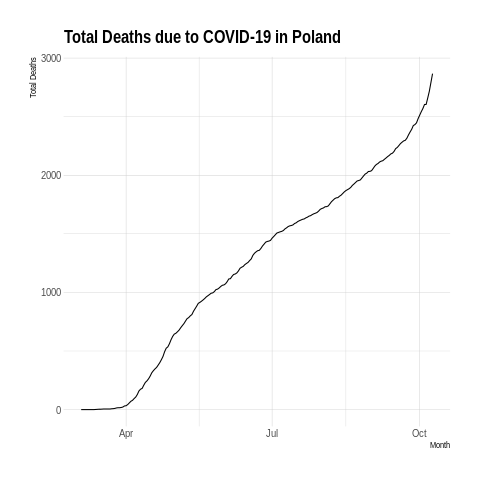 Total Deaths due to COVID-19 in Poland
Total Deaths
3000
2000
1000
0
Apr
Jul
Oct
Month